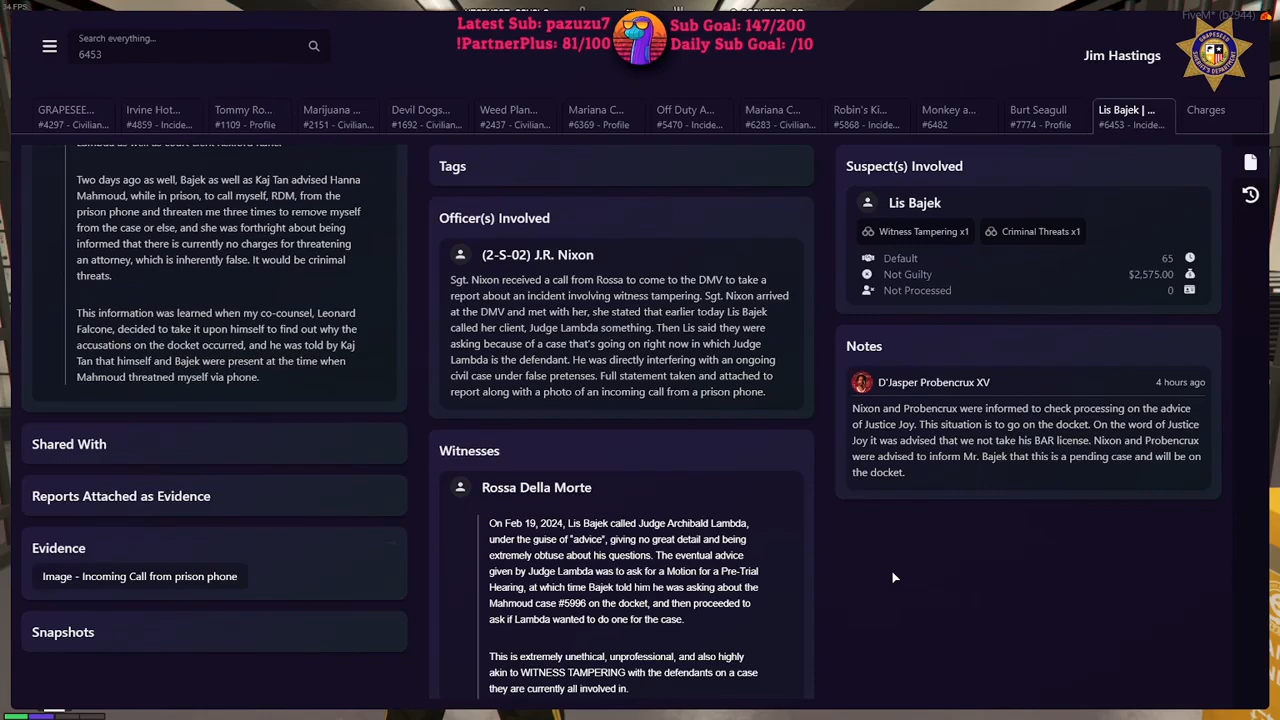 34 FPS
FiveM* (b2944)
Latest Sub: pazuzu7
!PartnerPlus: 81/100
Sub Goal: 147/200
Daily Sub Goal: /10
Search everything...
6453
Jim Hastings
GRAPESEE...
#4297 - Civilian...
Irvine Hot...
#4859 - Incide...
Tommy Ro...
#1109 - Profile
Marijuana ...
#2151 - Civilian...
Devil Dogs...
#1692 - Civilian...
Weed Plan...
#2437 - Civilian...
Mariana C...
#6369 - Profile
Off Duty A...
#5470 - Incide...
Mariana C...
#6283 - Civilian...
Robin's Ki...
#5868 - Incide...
Monkey a...
#6482
Burt Seagull
#7774 - Profile
Lis Bajek | ...
#6453 - Incide...
Charges
Two days ago as well, Bajek as well as Kaj Tan advised Hanna
Mahmoud, while in prison, to call myself, RDM, from the
prison phone and threaten me three times to remove myself
from the case or else, and she was forthright about being
informed that there is currently no charges for threatening
an attorney, which is inherently false. It would be crinimal
threats.
This information was learned when my co-counsel, Leonard
Falcone, decided to take it upon himself to find out why the
accusations on the docket occurred, and he was told by Kaj
Tan that himself and Bajek were present at the time when
Mahmoud threatned myself via phone.
Shared With
Reports Attached as Evidence
Evidence
Image - Incoming Call from prison phone
Snapshots
Tags
Officer(s) Involved
(2-S-02) J.R. Nixon
Sgt. Nixon received a call from Rossa to come to the DMV to take a
report about an incident involving witness tampering. Sgt. Nixon arrived
at the DMV and met with her, she stated that earlier today Lis Bajek
called her client, Judge Lambda something. Then Lis said they were
asking because of a case that's going on right now in which Judge
Lambda is the defendant. He was directly interfering with an ongoing
civil case under false pretenses. Full statement taken and attached to
report along with a photo of an incoming call from a prison phone.
Witnesses
Rossa Della Morte
On Feb 19, 2024, Lis Bajek called Judge Archibald Lambda,
under the guise of "advice", giving no great detail and being
extremely obtuse about his questions. The eventual advice
given by Judge Lambda was to ask for a Motion for a Pre-Trial
Hearing, at which time Bajek told him he was asking about the
Mahmoud case #5996 on the docket, and then proceeded to
ask if Lambda wanted to do one for the case.
This is extremely unethical, unprofessional, and also highly
akin to WITNESS TAMPERING with the defendants on a case
they are currently all involved in.
Suspect(s) Involved
Lis Bajek
Witness Tampering x1
Criminal Threats x1
Default 65
Not Guilty $2,575.00
Not Processed 0
Notes
D'Jasper Probencrux XV 4 hours ago
Nixon and Probencrux were informed to check processing on the advice
of Justice Joy. This situation is to go on the docket. On the word of Justice
Joy it was advised that we not take his BAR license. Nixon and Probencrux
were advised to inform Mr. Bajek that this is a pending case and will be on
the docket.